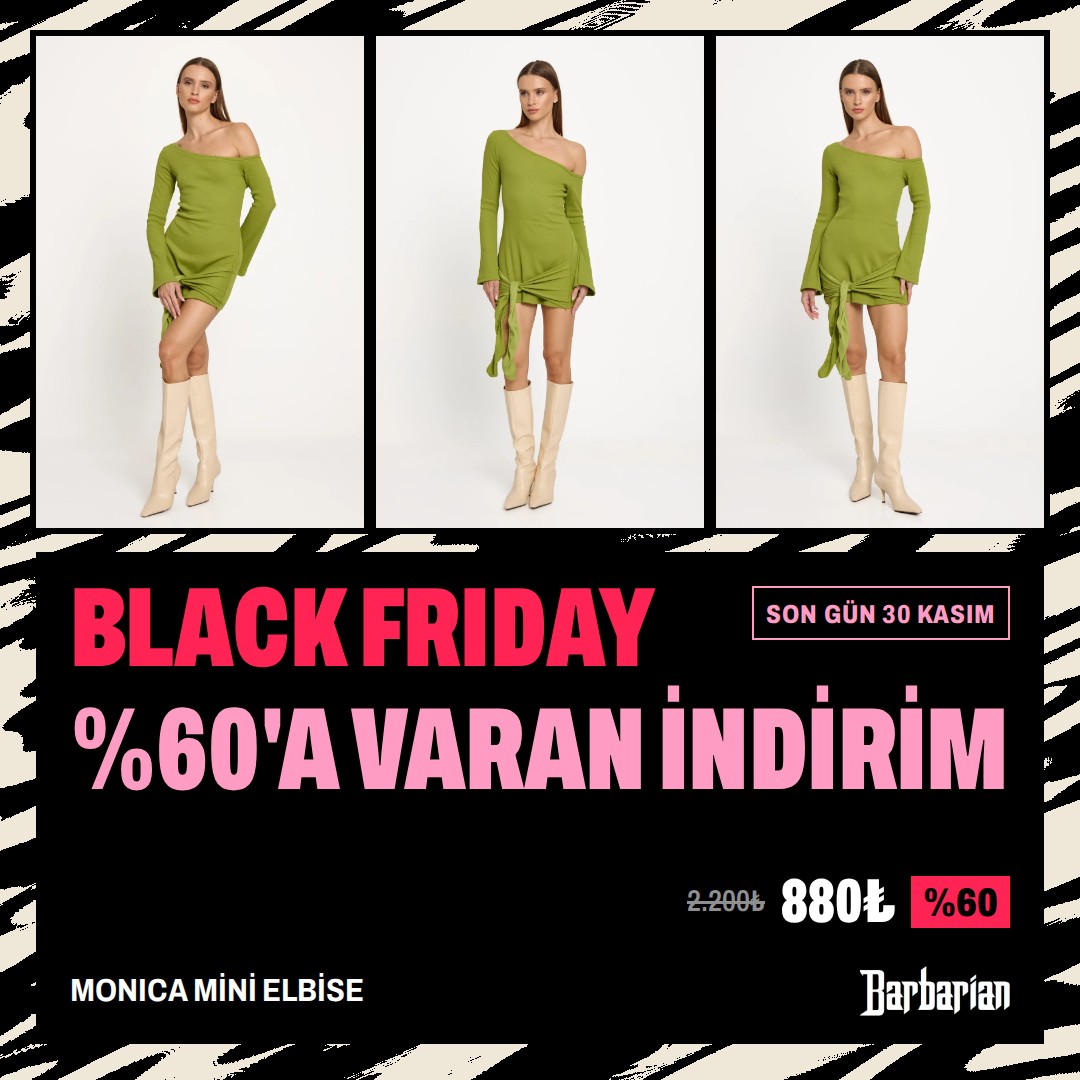 BLACK FRIDAY
SON GÜN 30 KASIM
%60'A VARAN İNDİRİM
2.200₺ 880₺ %60
MONICA MİNİ ELBİSE
Barbarian